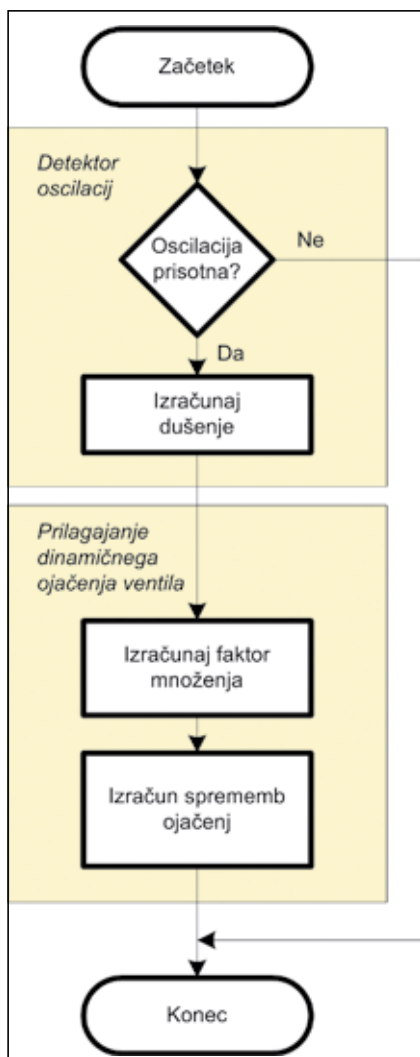 Začetek
Detektor
oscilacij
Oscilacija
prisotna?
Ne
Da
Izračunaj
dušenje
Prilagajanje
dinamičnega
ojačenja ventila
Izračunaj faktor
množenja
Izračun sprememb
ojačenj
Konec